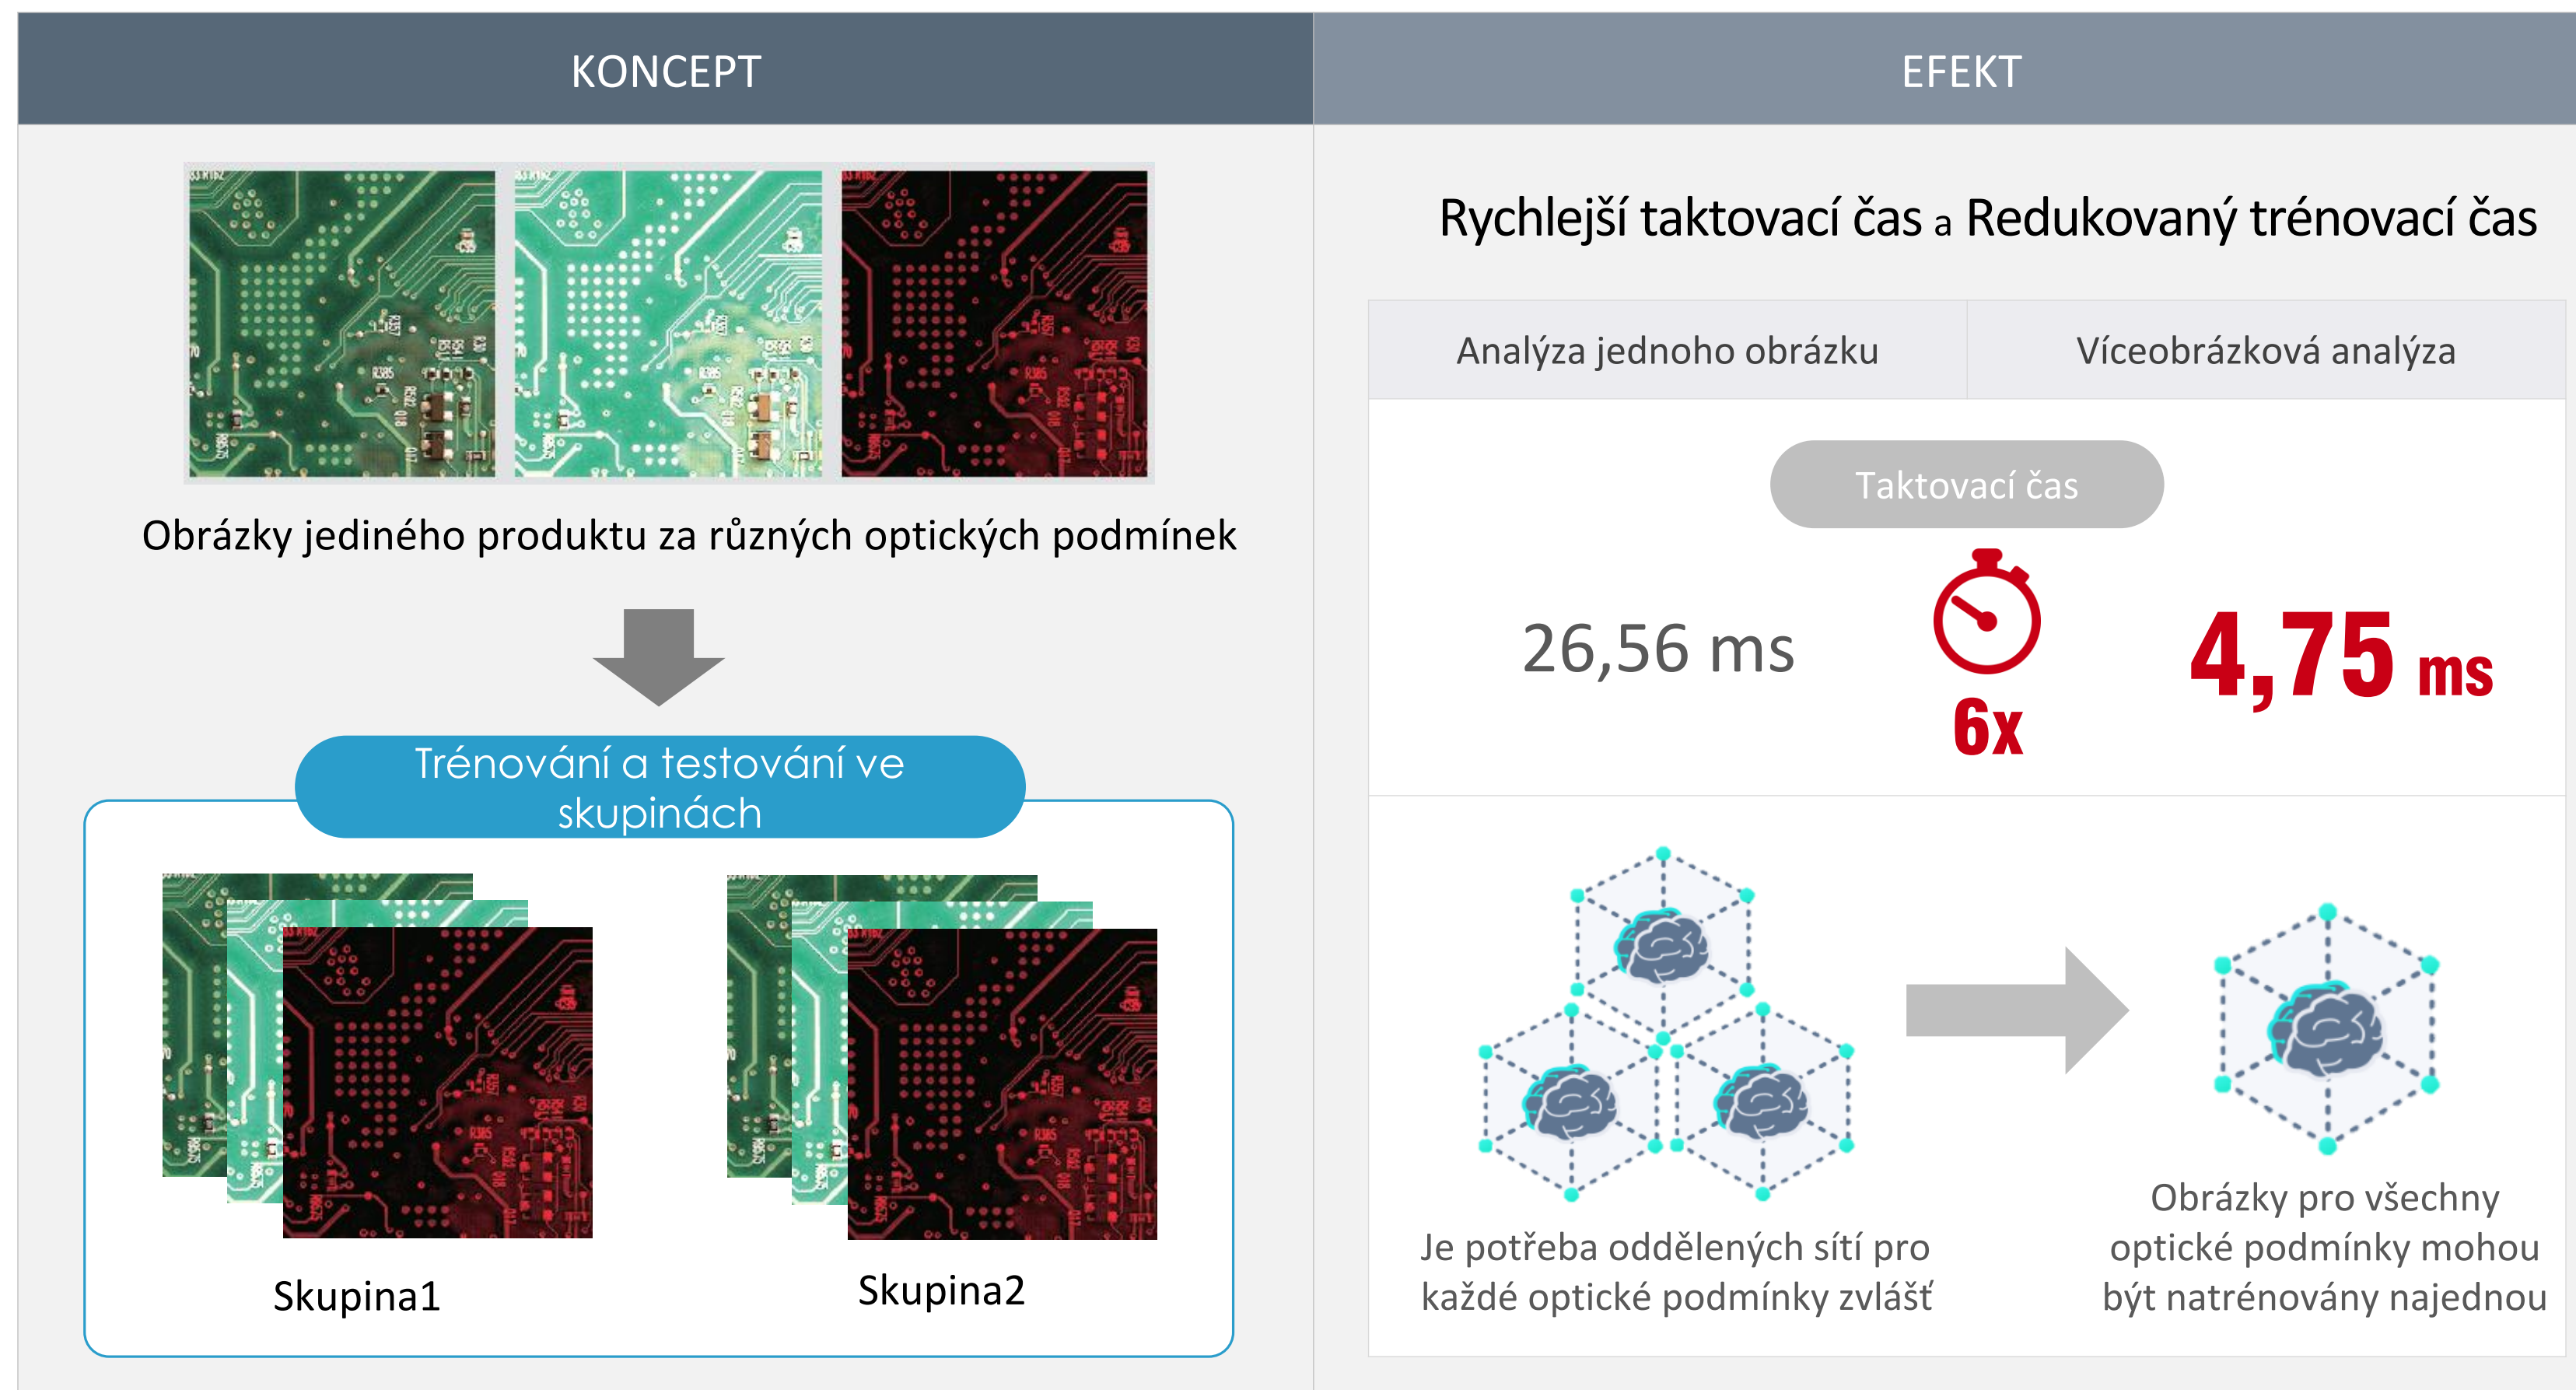 KONCEPT
Obrázky jediného produktu za různých optických podmínek
Trénování a testování ve
skupinách
Skupina1
Skupina2
EFEKT
Rychlejší taktovací čas a Redukovaný trénovací čas
Analýza jednoho obrázku
Víceobrázková analýza
Taktovací čas
26,56 ms
6x
4,75 ms
Je potřeba oddělených sítí pro
každé optické podmínky zvlášť
Obrázky pro všechny
optické podmínky mohou
být natrénovány najednou